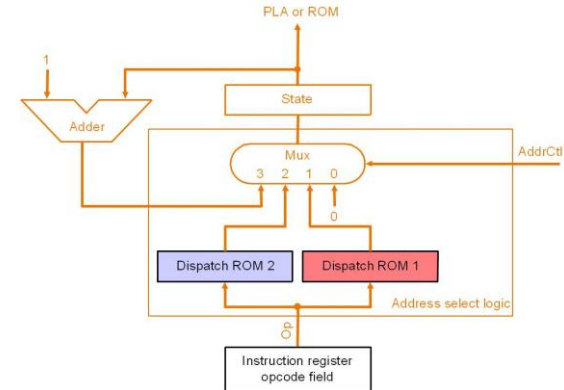 PLA or ROM
1
State
Adder
Mux
AddrCtl
3 2 1 0
0
Dispatch ROM 2
Dispatch ROM 1
Address select logic
Op
Instruction register
opcode field